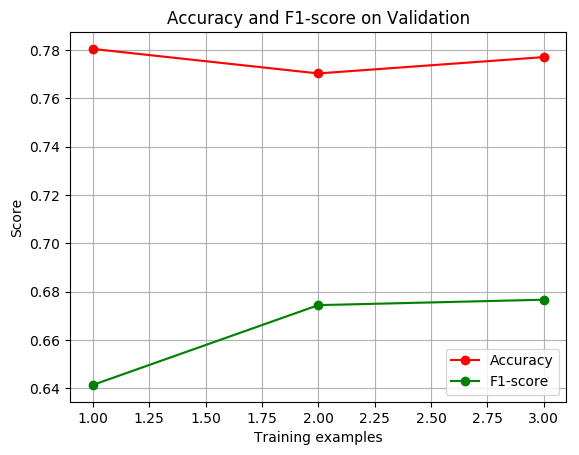 Accuracy and F1-score on Validation
0.78
0.76
0.74
0.72
0.70
0.68
0.66
0.64
Score
Accuracy
F1-score
1.00 1.25 1.50 1.75 2.00 2.25 2.50 2.75 3.00
Training examples